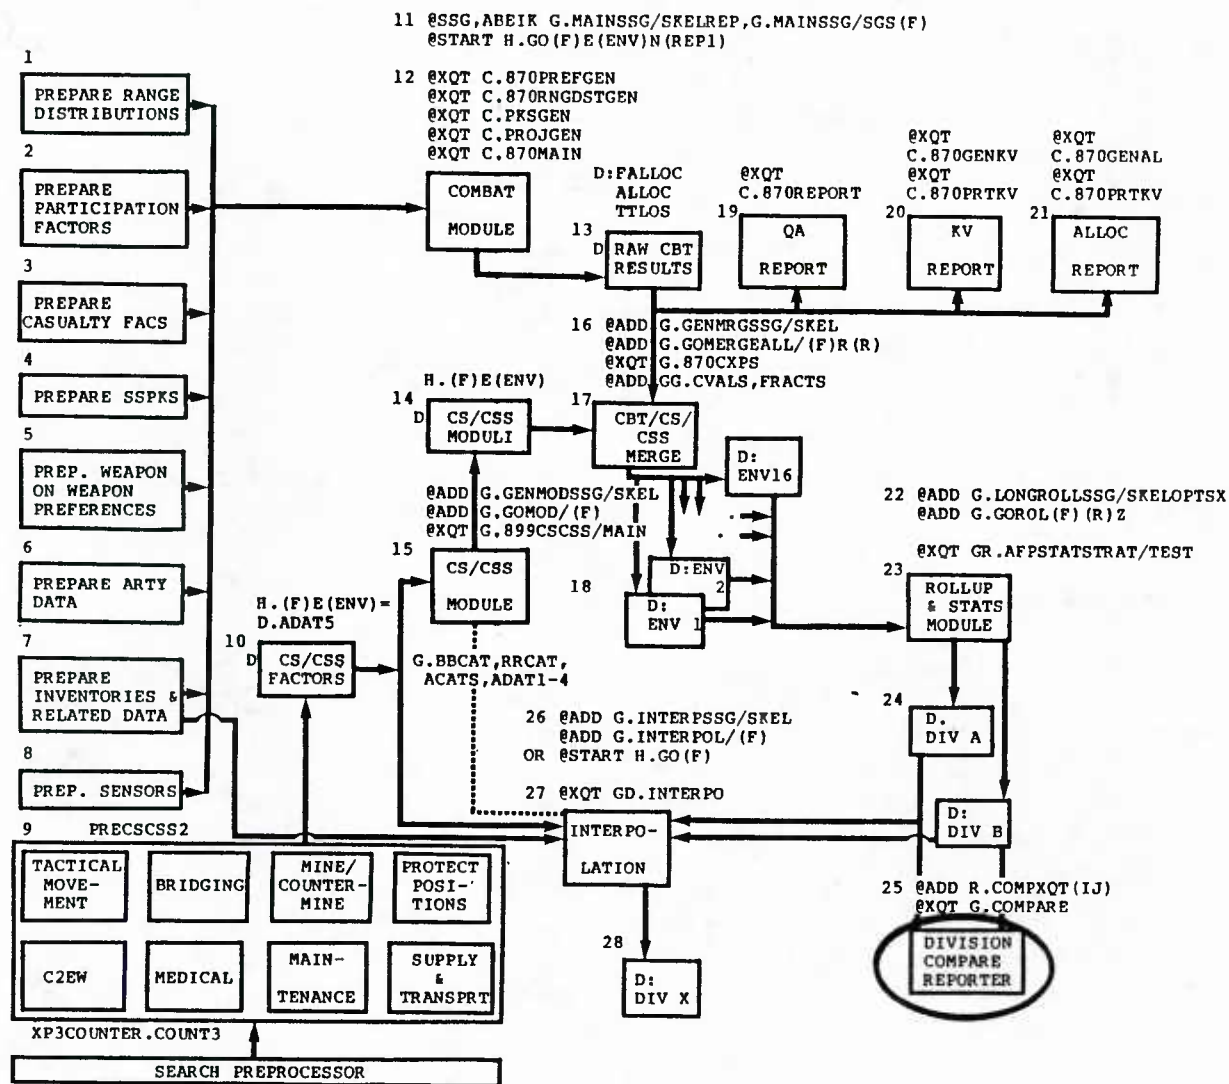 11 @SSG,ABEIK G.MAINSSG/SKELREP,G.MAINSSG/SGS(F)
@START H.GO(F)E(ENV)N(REP1)
1
PREPARE RANGE
DISTRIBUTIONS
2
PREPARE
PARTICIPATION
FACTORS
3
PREPARE
CASUALTY FACS
4
PREPARE SSPKS
5
PREP. WEAPON
ON WEAPON
PREFERENCES
6
PREPARE ARTY
DATA
7
PREPARE
INVENTORIES &
RELATED DATA
8
PREP. SENSORS
12 @XQT C.870PREFGEN
@XQT C.870RNGDSTGEN
@XQT C.PKSGEN
@XQT C.PROJGEN
@XQT C.870MAIN
COMBAT
MODULE
D:FALLOC
ALLOC
TTLOS
13
D RAW CBT
RESULTS
@XQT
C.870REPORT
19
QA
REPORT
@XQT
C.870GENKV
@XQT
C.870PRTKV
20
KV
REPORT
@XQT
C.870GENAL
@XQT
C.870PRTKV
21
ALLOC
REPORT
16 @ADD G.GENMRGSSG/SKEL
@ADD G.GOMERGEALL/(F)R(R)
@XQT G.870CXPS
@ADD GG.CVALS,FRACTS
H.(F)E(ENV)
14
D CS/CSS
MODULI
17
CBT/CS/
CSS
MERGE
D:
ENV16
@ADD G.GENMODSSG/SKEL
@ADD G.GOMOD/(F)
@XQT G.899CSCSS/MAIN
15
CS/CSS
MODULE
18
D:ENV
2
D:
ENV 1
22 @ADD G.LONGROLLSSG/SKELOPTSX
@ADD G.GOROL(F)(R)Z
@XQT GR.AFPSTATSTRAT/TEST
23
ROLLUP
& STATS
MODULE
H.(F)E(ENV)=
D.ADAT5
10
D CS/CSS
FACTORS
G.BBCAT,RRCAT,
ACATS,ADAT1-4
24
D.
DIV A
D:
DIV B
26 @ADD G.INTERPSSG/SKEL
@ADD G.INTERPOL/(F)
OR @START H.GO(F)
27 @XQT GD.INTERPO
INTERPO-
LATION
28
D:
DIV X
25 @ADD R.COMPXQT(IJ)
@XQT G.COMPARE
DIVISION
COMPARE
REPORTER
9 PRECSCSS2
TACTICAL
MOVE-
MENT
BRIDGING
MINE/
COUNTER-
MINE
PROTECT
POSI-
TIONS
C2EW
MEDICAL
MAIN-
TENANCE
SUPPLY
&
TRANSPRT
XP3COUNTER.COUNT3
SEARCH PREPROCESSOR